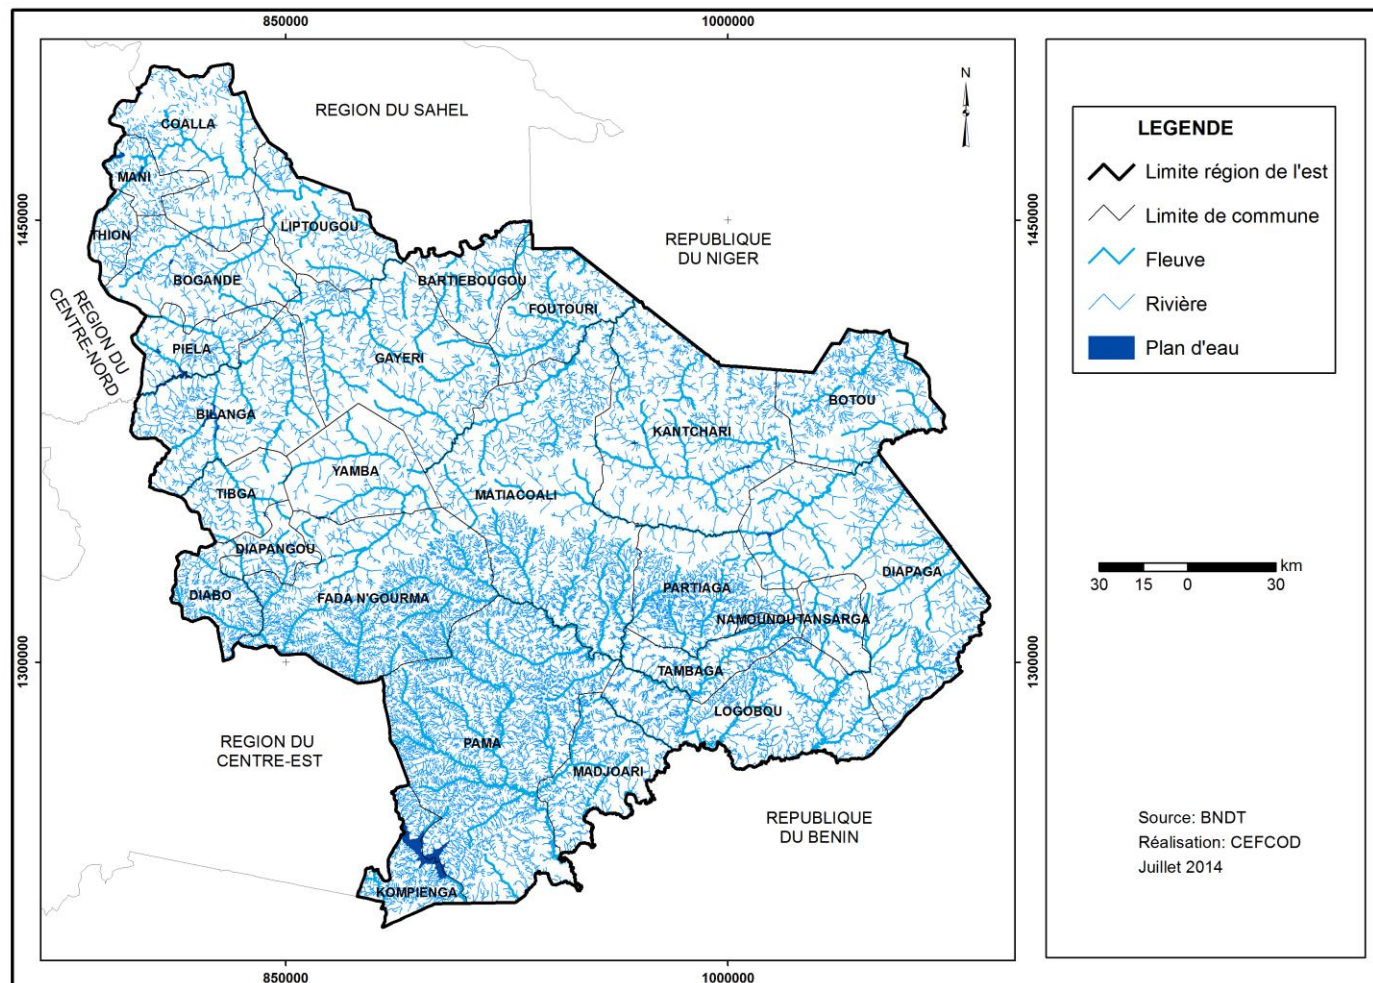 850000
1000000
REGION DU SAHEL
N
COALLA
MANI
THION
LIPTOUGOU
1450000
REPUBLIQUE
DU NIGER
1450000
BOGANDE
BARTIEBOUGOU
FOUTOURI
REGION DU
CENTRE-NORD
PIELA
GAYERI
BILANGA
BOTOU
KANTCHARI
YAMBA
TIBGA
MATIACOALI
DIAPANGOU
DIAPAGA
DIABO
FADA N'GOURMA
PARTIAGA
NAMOUNOU
TANSARGA
1300000
TAMBAGA
1300000
LOGOBOU
REGION DU
CENTRE-EST
PAMA
MADJOARI
REPUBLIQUE
DU BENIN
KOMPIENGA
850000
1000000
LEGENDE
Limite région de l'est
Limite de commune
Fleuve
Rivière
Plan d'eau
30 15 0 30 km
Source: BNDT
Réalisation: CEFCOD
Juillet 2014